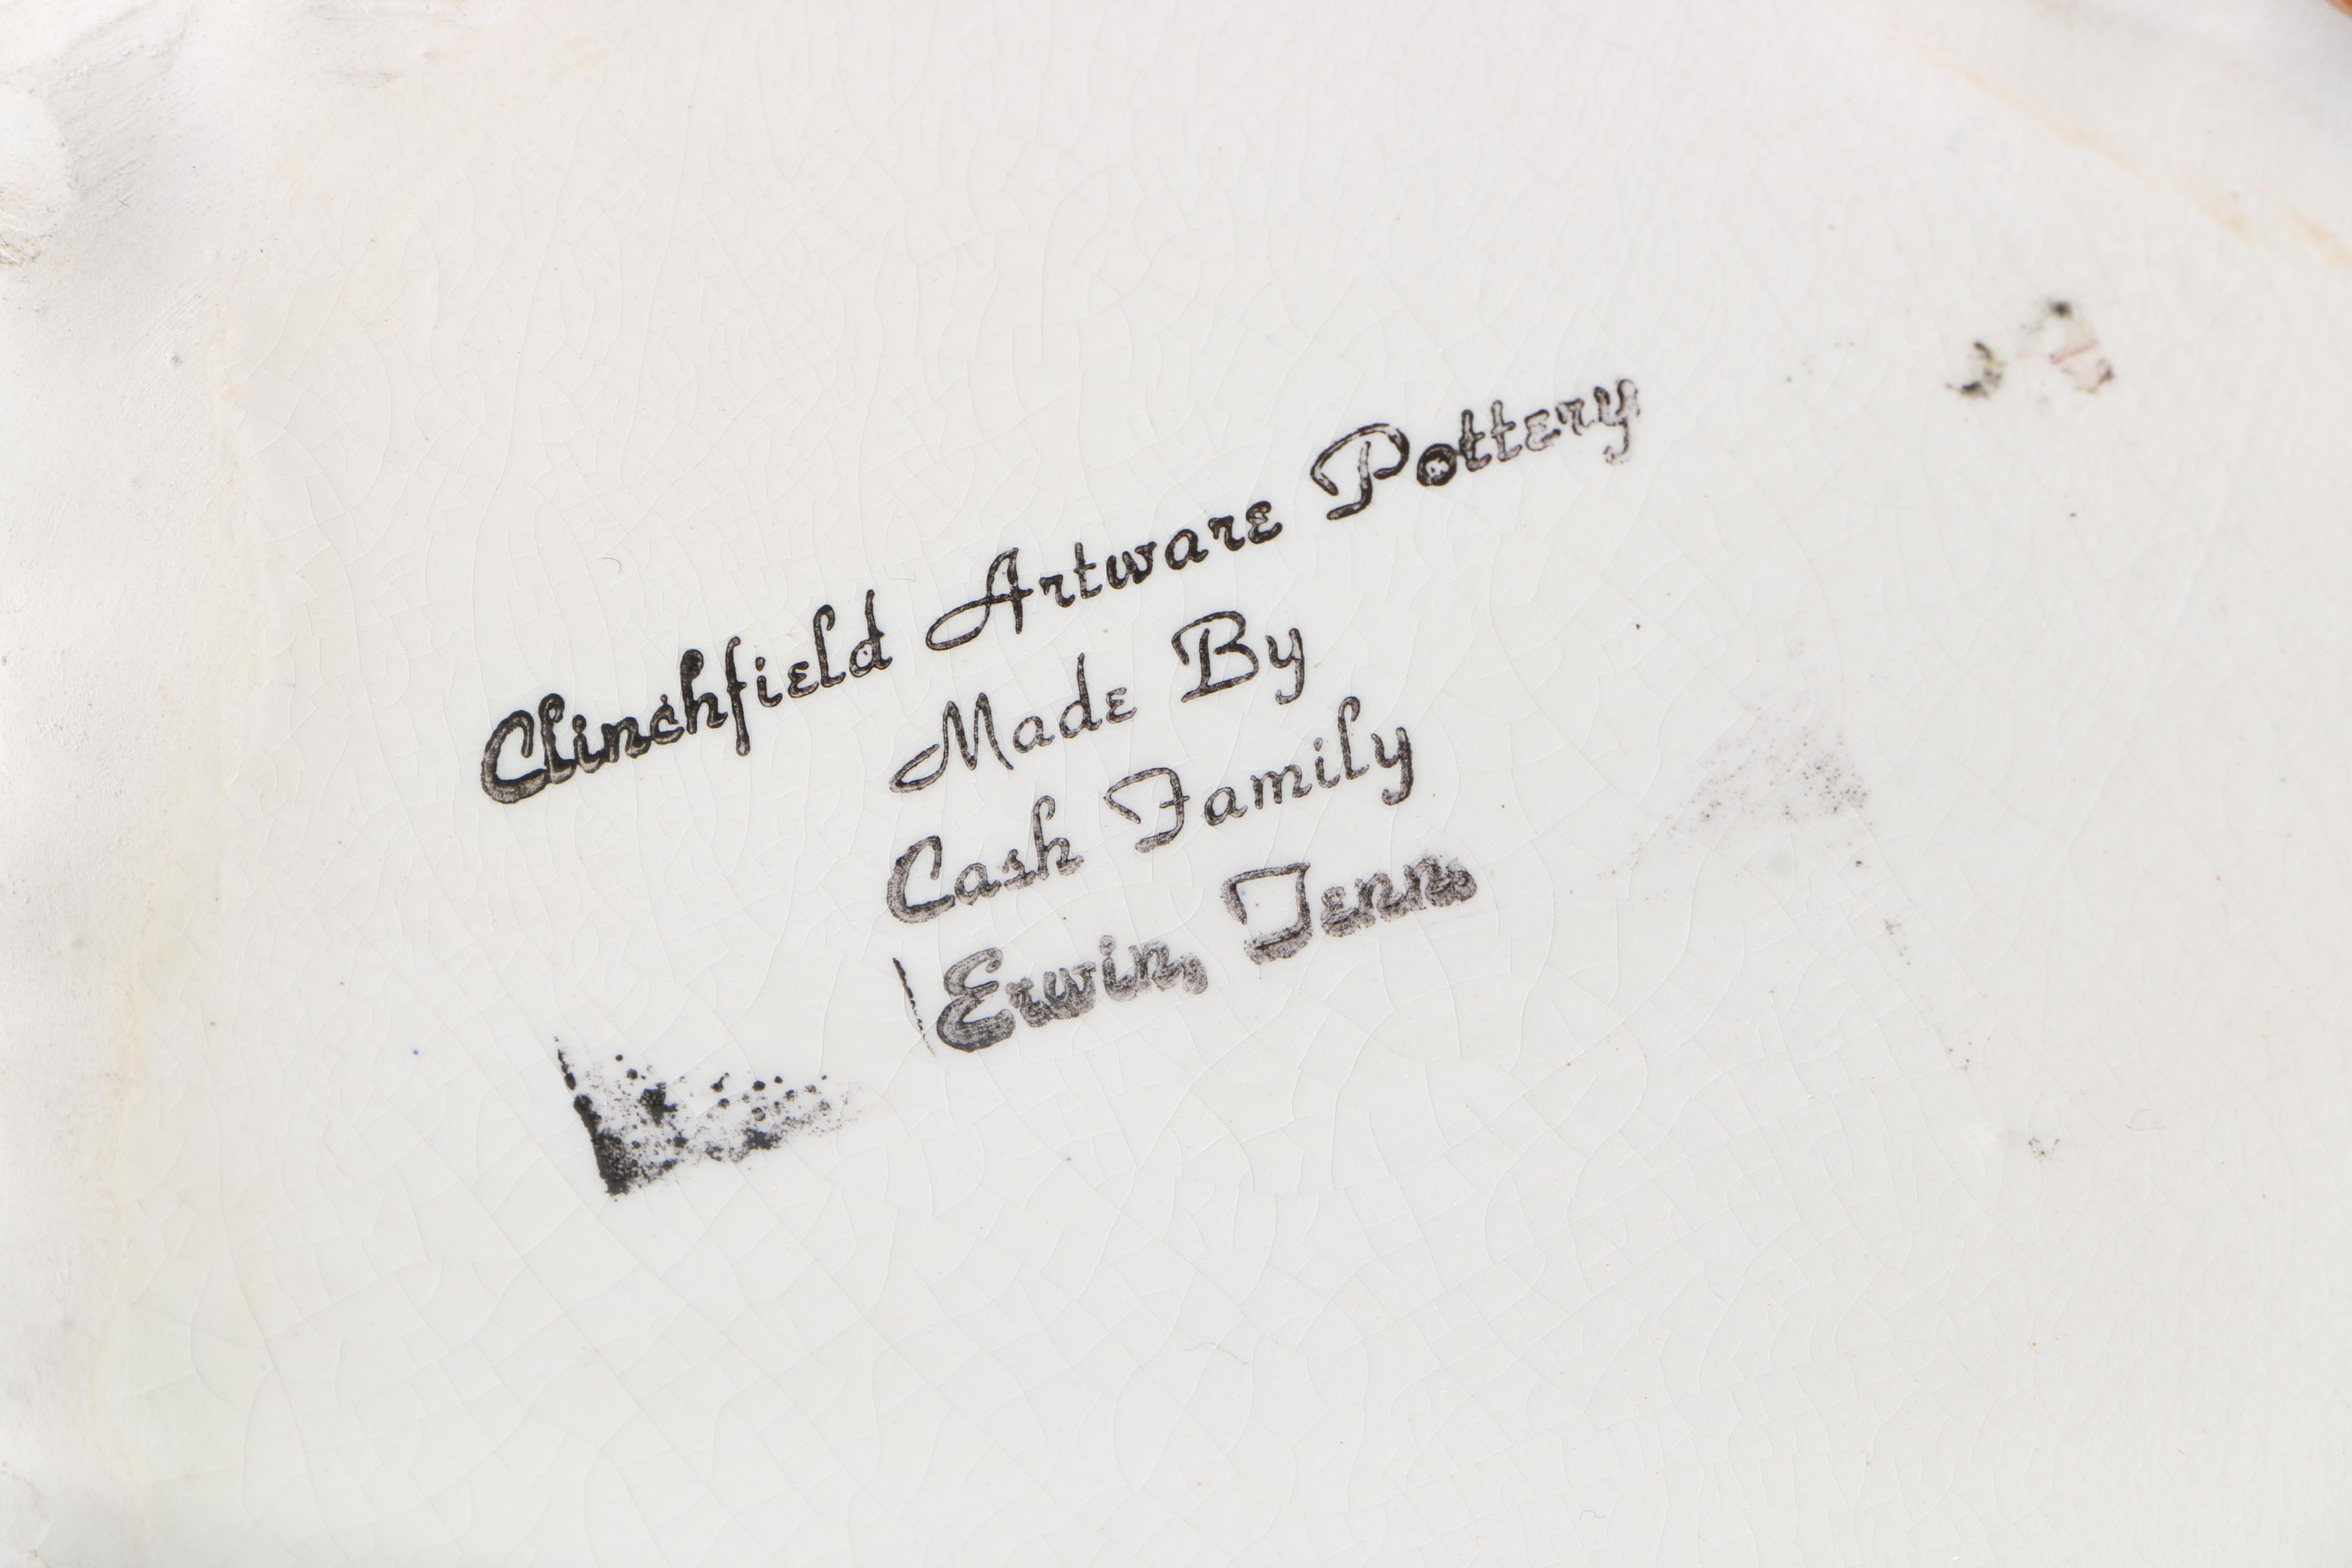 Clinchfield Artware Pottery
Made By
Cash Family
Erwin, Tenn.